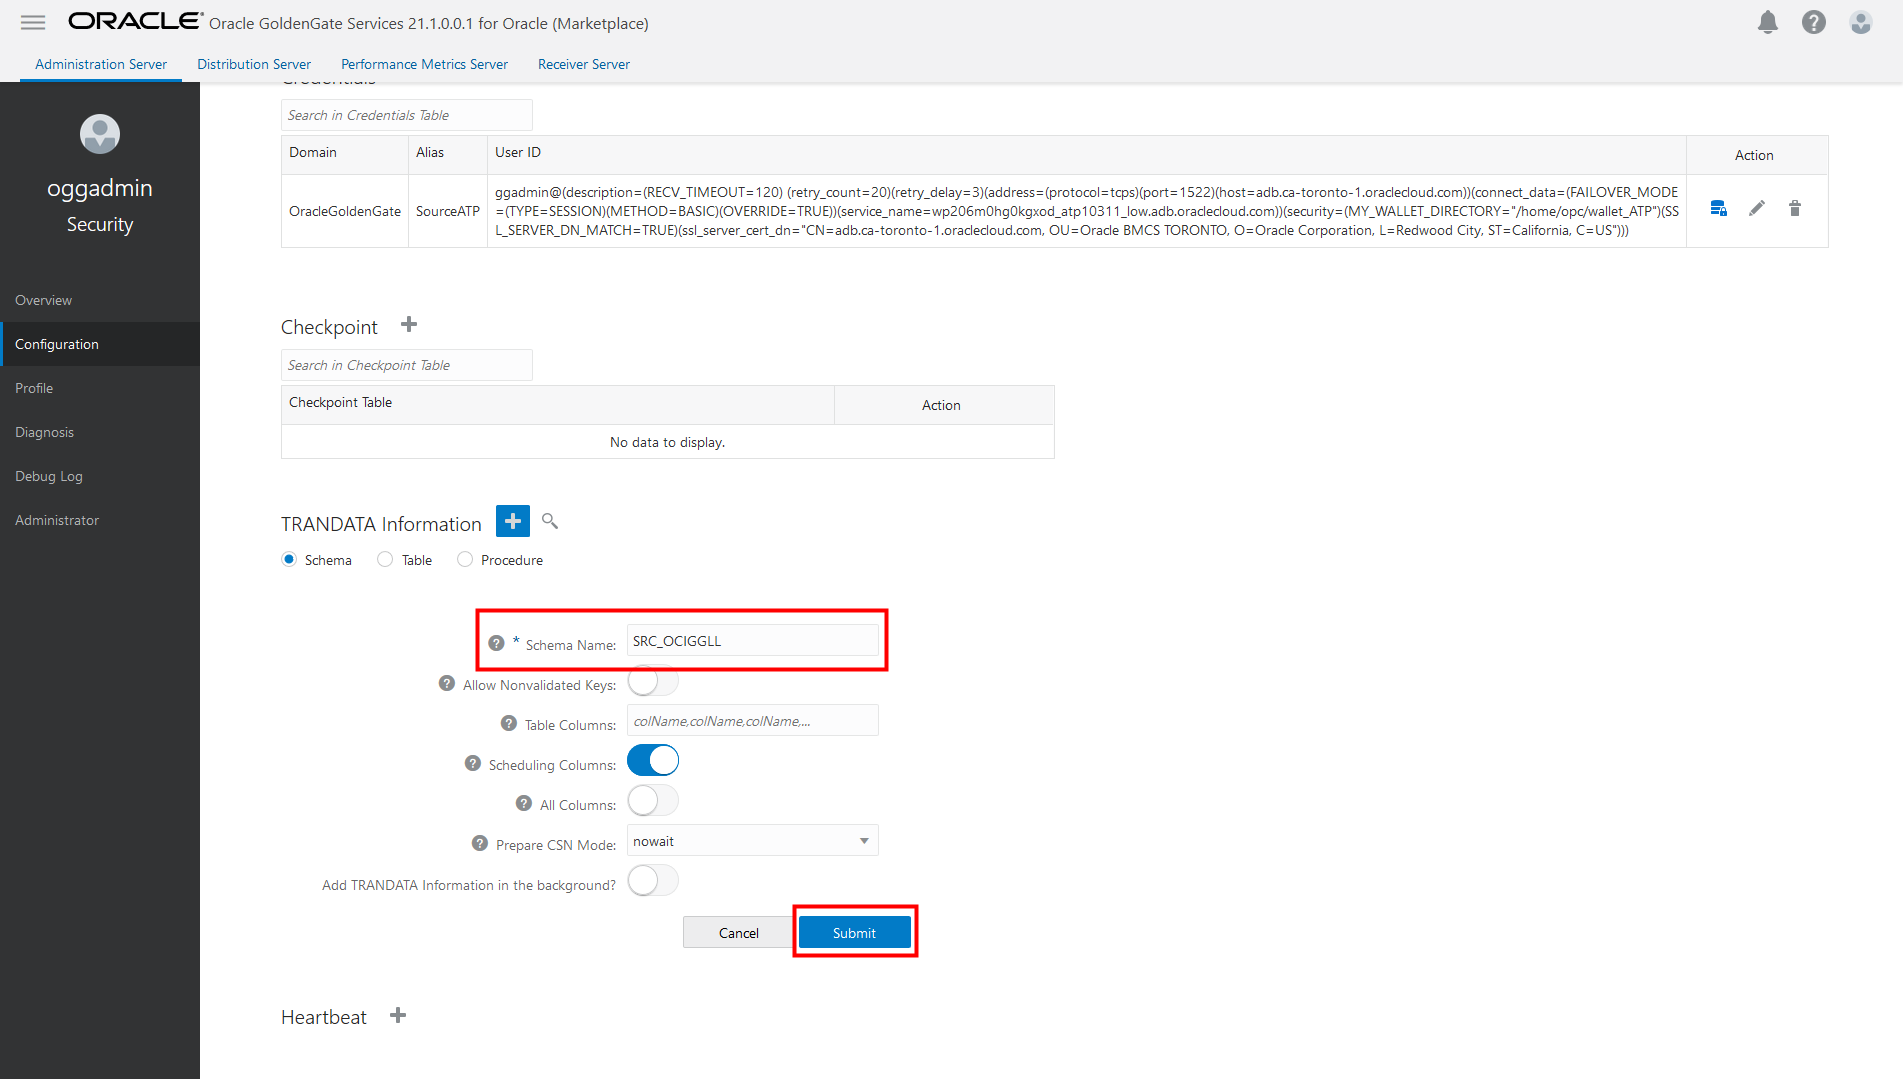 ORACLE Oracle GoldenGate Services 21.1.0.0.1 for Oracle (Marketplace)
Administration Server Distribution Server Performance Metrics Server Receiver Server
oggadmin
Security
Overview
Configuration
Profile
Diagnosis
Debug Log
Administrator
Credentials
Search in Credentials Table
Domain Alias User ID Action
OracleGoldenGate SourceATP
ggadmin@(description=(RECV_TIMEOUT=120) (retry_count=20)(retry_delay=3)(address=(protocol=tcps)(port=1522)(host=adb.ca-toronto-1.oraclecloud.com))(connect_data=(FAILOVER_MODE
=(TYPE=SESSION)(METHOD=BASIC)(OVERRIDE=TRUE))(service_name=wp206m0hg0kgxod_atp10311_low.adb.oraclecloud.com))(security=(MY_WALLET_DIRECTORY="/home/opc/wallet_ATP")(SS
L_SERVER_DN_MATCH=TRUE)(ssl_server_cert_dn="CN=adb.ca-toronto-1.oraclecloud.com, OU=Oracle BMCS TORONTO, O=Oracle Corporation, L=Redwood City, ST=California, C=US")))
Checkpoint
Search in Checkpoint Table
Checkpoint Table Action
No data to display.
TRANDATA Information
Schema Table Procedure
* Schema Name: SRC_OCIGGLL
Allow Nonvalidated Keys:
Table Columns: colName,colName,colName,...
Scheduling Columns:
All Columns:
Prepare CSN Mode: nowait
Add TRANDATA Information in the background?
Cancel Submit
Heartbeat